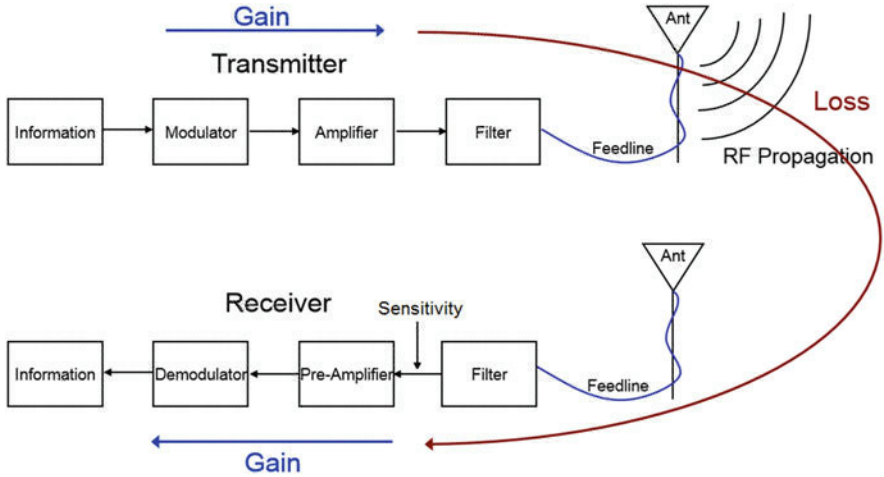 Gain
Ant
Transmitter
Loss
Information
Modulator
Amplifier
Filter
Feedline
RF Propagation
Ant
Receiver
Sensitivity
Information
Demodulator
Pre-Amplifier
Filter
Feedline
Gain